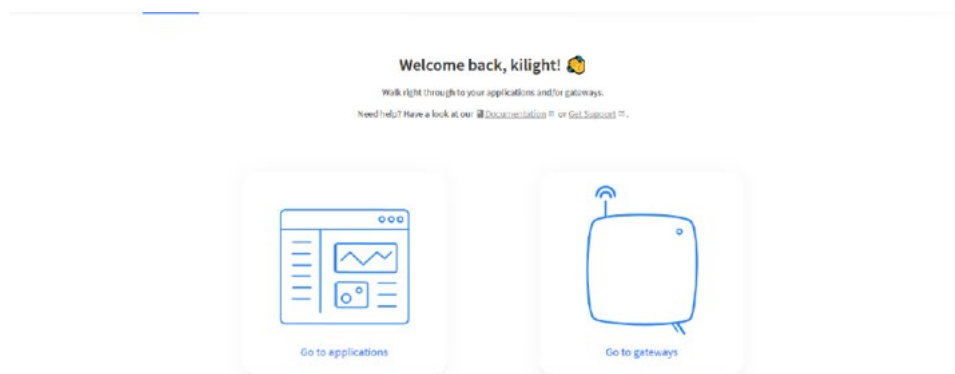 Welcome back, kilight! 👋
Walk right through to your applications and/or gateways.
Need help? Have a look at our Documentation or Get Support.
Go to applications
Go to gateways